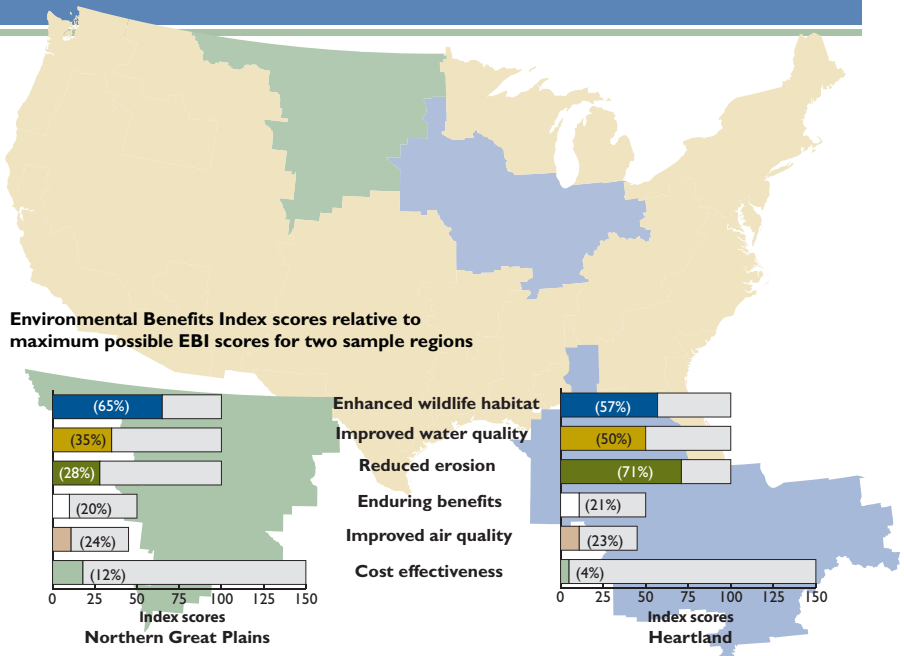 Environmental Benefits Index scores relative to
maximum possible EBI scores for two sample regions
Enhanced wildlife habitat
Improved water quality
Reduced erosion
Enduring benefits
Improved air quality
Cost effectiveness
(65%)
(35%)
(28%)
(20%)
(24%)
(12%)
0 25 50 75 100 125 150
Index scores
Northern Great Plains
(57%)
(50%)
(71%)
(21%)
(23%)
(4%)
0 25 50 75 100 125 150
Index scores
Heartland